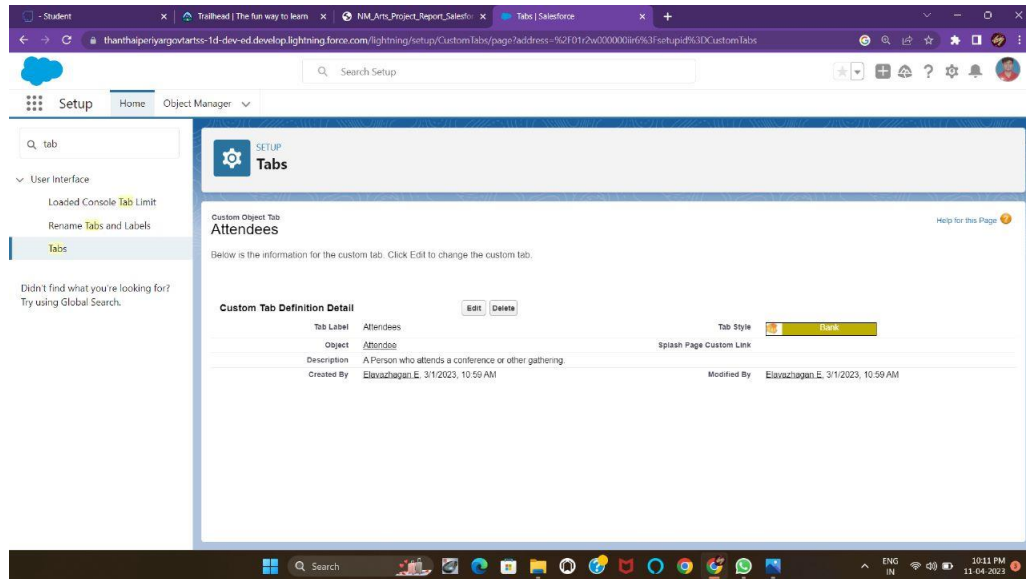 - Student
Trailhead | The fun way to learn
NM_Arts_Project_Report_Salesfor
Tabs | Salesforce
thanthaiperiyargovtartss-1d-dev-ed.develop.lightning.force.com/lightning/setup/CustomTabs/page?address=%2F01r2w000000iir6%3Fsetupid%3DCustomTabs
Search Setup
Setup
Home
Object Manager
tab
User Interface
Loaded Console Tab Limit
Rename Tabs and Labels
Tabs
Didn't find what you're looking for?
Try using Global Search.
SETUP
Tabs
Custom Object Tab
Attendees
Help for this Page
Below is the information for the custom tab. Click Edit to change the custom tab.
Custom Tab Definition Detail
Edit Delete
Tab Label Attendees Tab Style Bank
Object Attendee Splash Page Custom Link
Description A Person who attends a conference or other gathering.
Created By Elavazhagan E, 3/1/2023, 10:59 AM Modified By Elavazhagan E, 3/1/2023, 10:59 AM
Search
ENG
IN
10:11 PM
11-04-2023